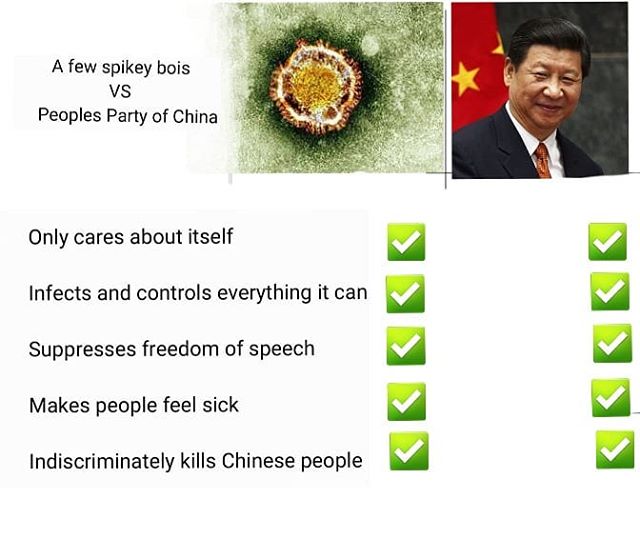 A few spikey bois
VS
Peoples Party of China
Only cares about itself
Infects and controls everything it can
Suppresses freedom of speech
Makes people feel sick
Indiscriminately kills Chinese people